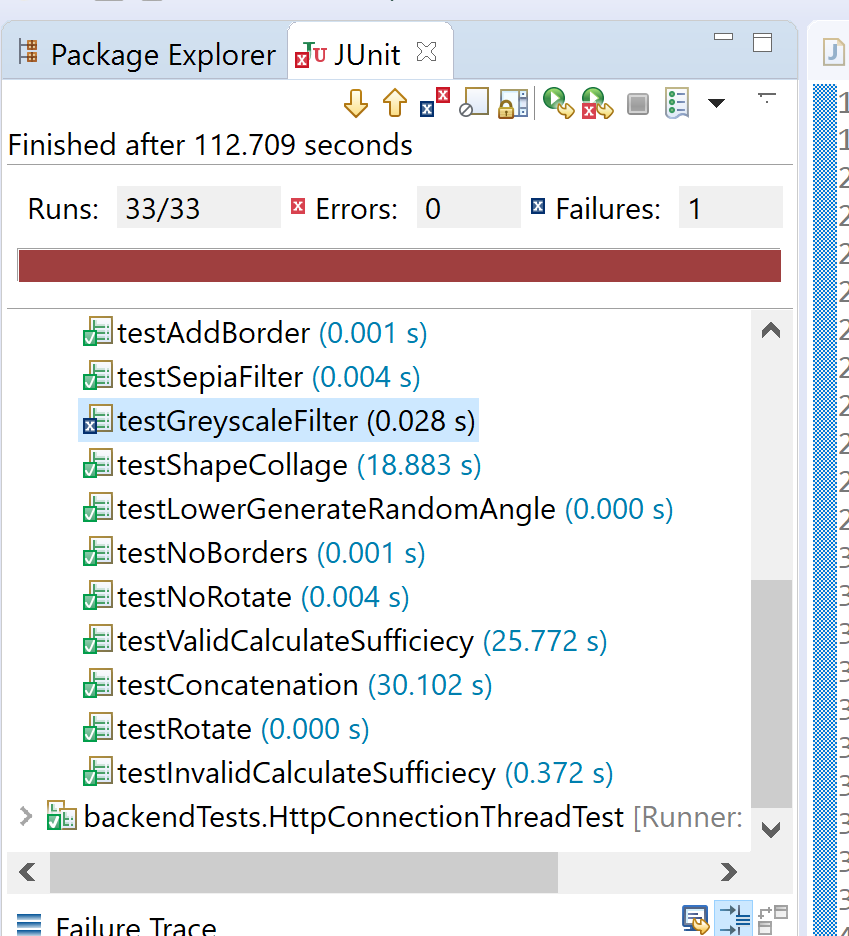 Package Explorer JUnit
Finished after 112.709 seconds
Runs: 33/33 Errors: 0 Failures: 1
testAddBorder (0.001 s)
testSepiaFilter (0.004 s)
testGreyscaleFilter (0.028 s)
testShapeCollage (18.883 s)
testLowerGenerateRandomAngle (0.000 s)
testNoBorders (0.001 s)
testNoRotate (0.004 s)
testValidCalculateSufficiecy (25.772 s)
testConcatenation (30.102 s)
testRotate (0.000 s)
testInvalidCalculateSufficiecy (0.372 s)
backendTests.HttpConnectionThreadTest [Runner:
Failure Trace